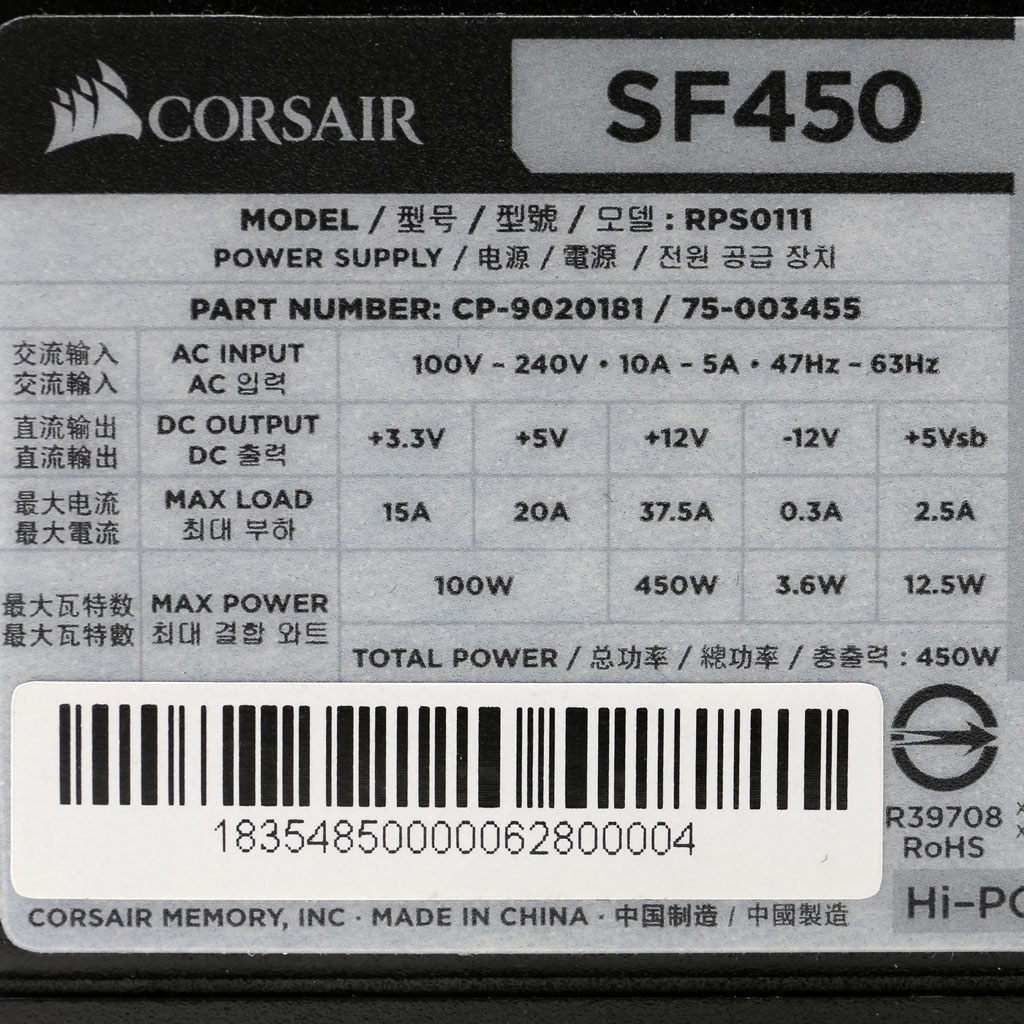 CORSAIR
SF450
MODEL / 型号 / 型號 / 모델 : RPS0111
POWER SUPPLY / 电源 / 電源 / 전원 공급 장치
PART NUMBER: CP-9020181 / 75-003455
交流输入 AC INPUT 100V - 240V • 10A - 5A • 47Hz - 63Hz
交流輸入 AC 입력
直流输出 DC OUTPUT +3.3V +5V +12V -12V +5Vsb
直流輸出 DC 출력
最大电流 MAX LOAD 15A 20A 37.5A 0.3A 2.5A
最大電流 최대 부하
100W 450W 3.6W 12.5W
最大瓦特数 MAX POWER
最大瓦特數 최대 결합 와트
TOTAL POWER / 总功率 / 總功率 / 총출력 : 450W
18354850000062800004
R39708
RoHS
Hi-PO
CORSAIR MEMORY, INC · MADE IN CHINA · 中国制造 / 中國製造